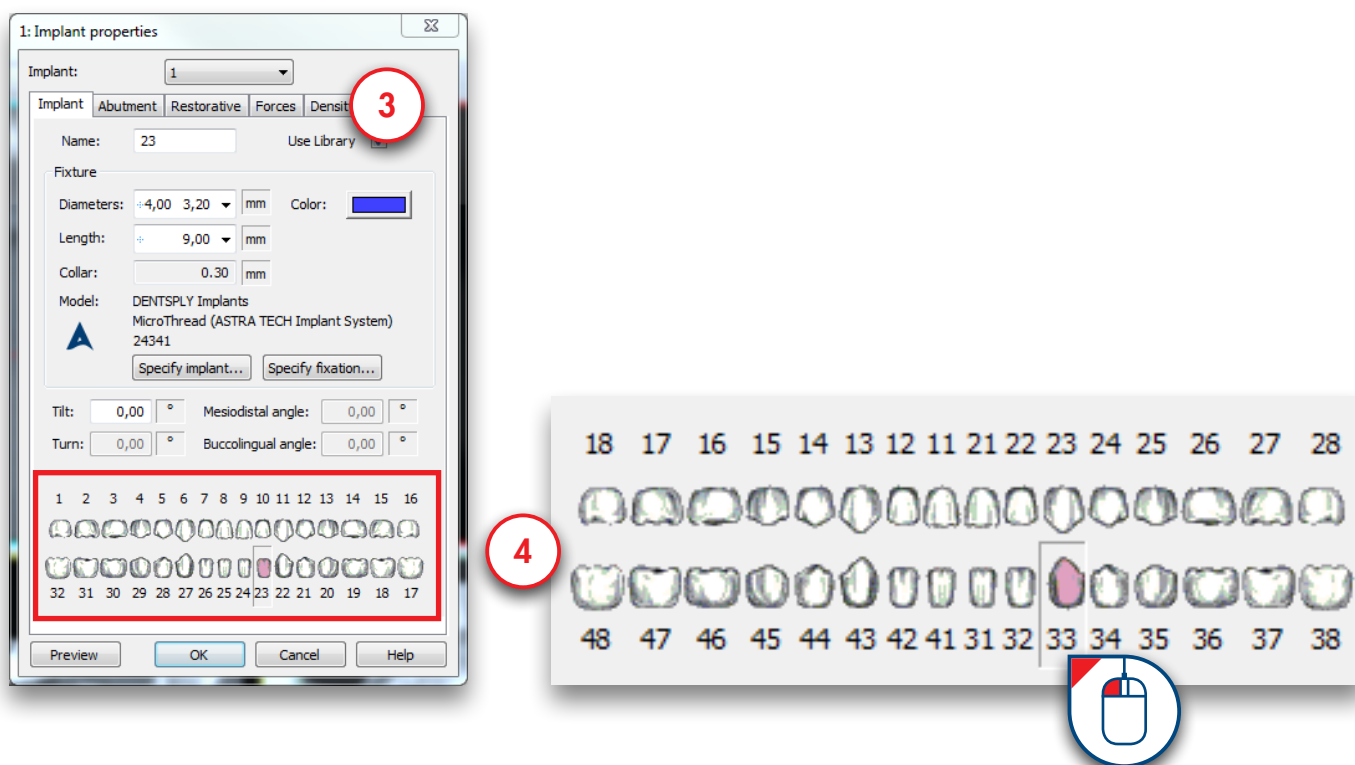 1: Implant properties
Implant: 1
3
Implant Abutment Restorative Forces Densit
Name: 23 Use Library
Fixture
Diameters: 4,00 3,20 mm Color:
Length: 9,00 mm
Collar: 0.30 mm
Model: DENTSPLY Implants
MicroThread (ASTRA TECH Implant System)
24341
Specify implant... Specify fixation...
Tilt: 0,00 ° Mesiodistal angle: 0,00 °
Turn: 0,00 ° Buccolingual angle: 0,00 °
1 2 3 4 5 6 7 8 9 10 11 12 13 14 15 16
32 31 30 29 28 27 26 25 24 23 22 21 20 19 18 17
Preview OK Cancel Help
4
18 17 16 15 14 13 12 11 21 22 23 24 25 26 27 28
48 47 46 45 44 43 42 41 31 32 33 34 35 36 37 38